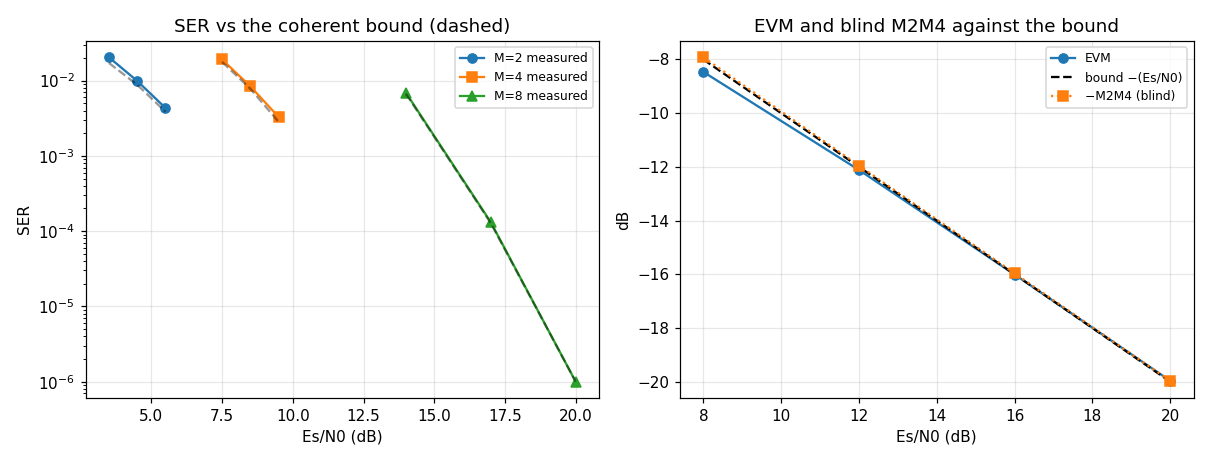 SER vs the coherent bound (dashed)
M=2 measured
M=4 measured
M=8 measured
SER
10⁻²
10⁻³
10⁻⁴
10⁻⁵
10⁻⁶
5.0 7.5 10.0 12.5 15.0 17.5 20.0
Es/N0 (dB)
EVM and blind M2M4 against the bound
EVM
bound −(Es/N0)
−M2M4 (blind)
dB
−8
−10
−12
−14
−16
−18
−20
8 10 12 14 16 18 20
Es/N0 (dB)